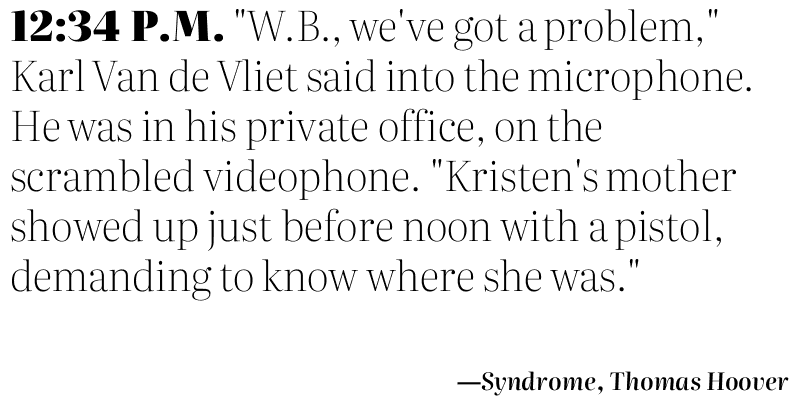 12:34 P.M. "W.B., we've got a problem,"
Karl Van de Vliet said into the microphone.
He was in his private office, on the
scrambled videophone. "Kristen's mother
showed up just before noon with a pistol,
demanding to know where she was."
—Syndrome, Thomas Hoover